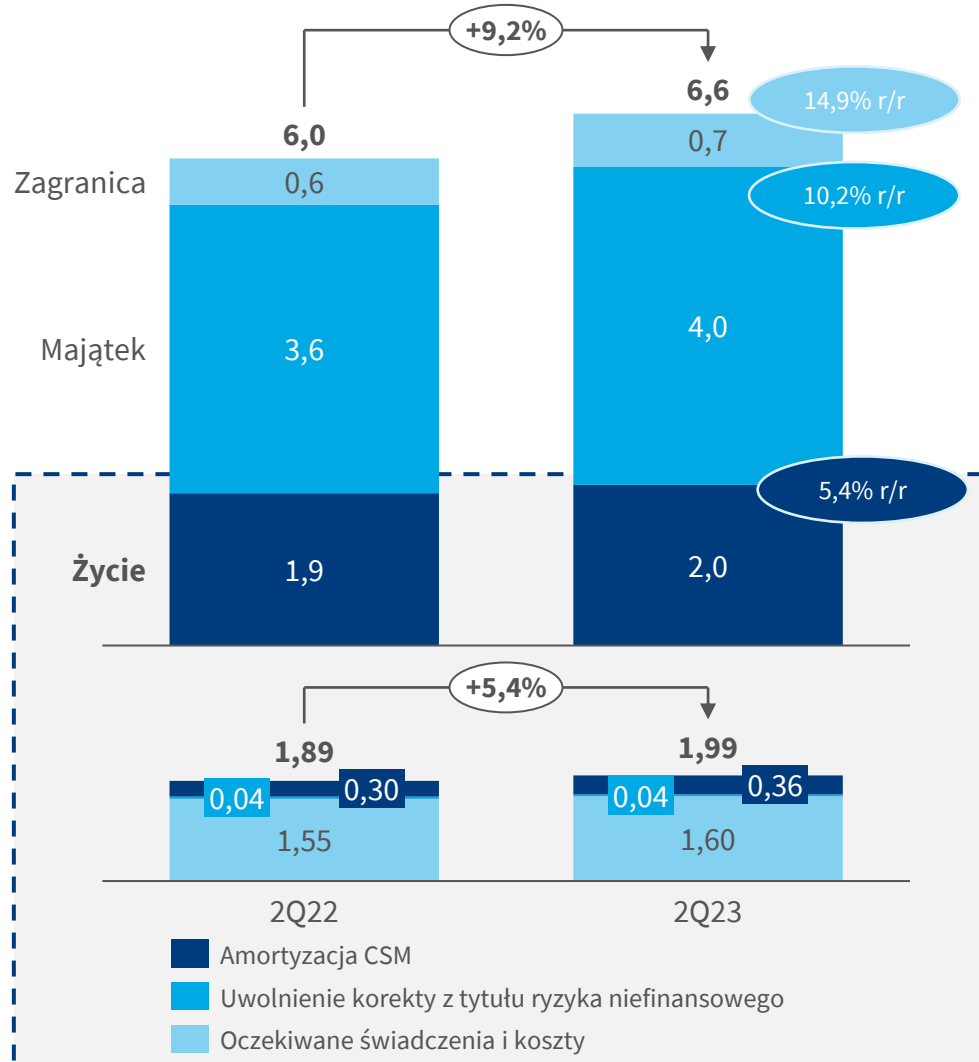 +9,2%
6,0
6,6
14,9% r/r
Zagranica
0,6
0,7
10,2% r/r
Majątek
3,6
4,0
5,4% r/r
Życie
1,9
2,0
+5,4%
1,89
1,99
0,04
0,30
0,04
0,36
1,55
1,60
2Q22
2Q23
Amortyzacja CSM
Uwolnienie korekty z tytułu ryzyka niefinansowego
Oczekiwane świadczenia i koszty